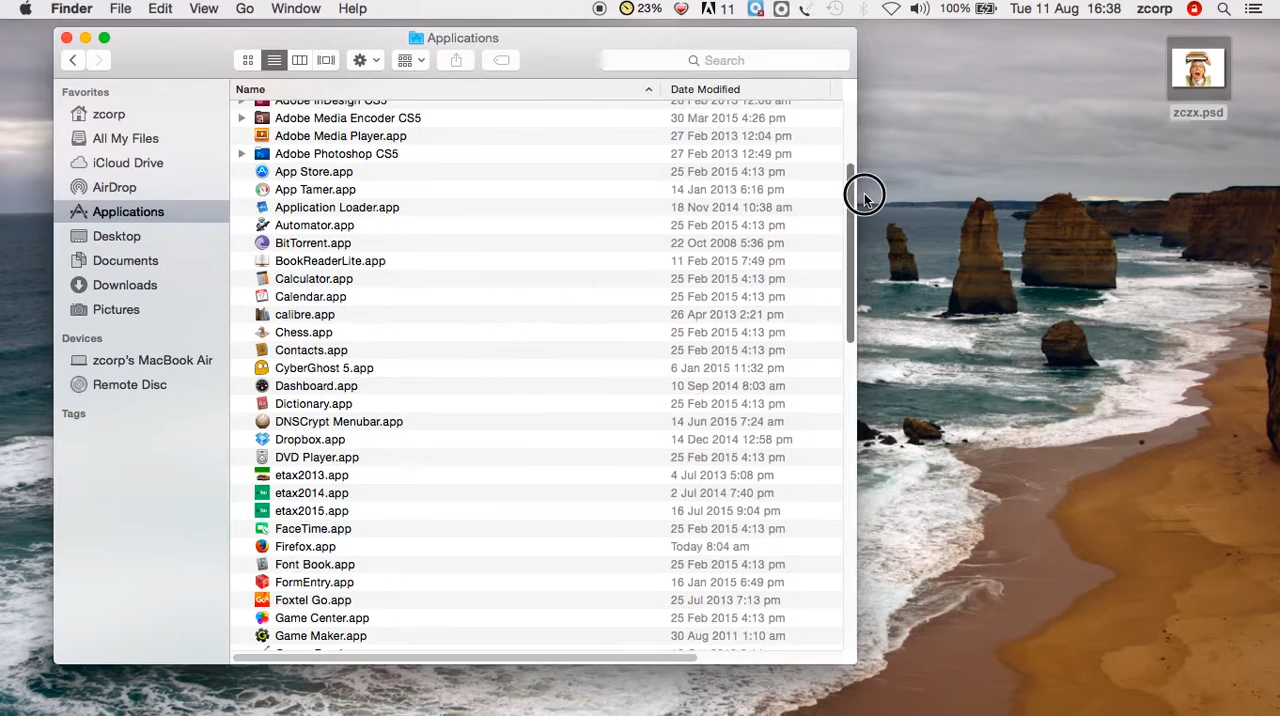 Finder File Edit View Go Window Help 23% 11 100% Tue 11 Aug 16:38 zcorp
Applications
Search
Favorites
zcorp
All My Files
iCloud Drive
AirDrop
Applications
Desktop
Documents
Downloads
Pictures
Devices
zcorp's MacBook Air
Remote Disc
Tags
Name Date Modified
Adobe InDesign CS5 28 Feb 2013 12:06 am
Adobe Media Encoder CS5 30 Mar 2015 4:26 pm
Adobe Media Player.app 27 Feb 2013 12:04 pm
Adobe Photoshop CS5 27 Feb 2013 12:49 pm
App Store.app 25 Feb 2015 4:13 pm
App Tamer.app 14 Jan 2013 6:16 pm
Application Loader.app 18 Nov 2014 10:38 am
Automator.app 25 Feb 2015 4:13 pm
BitTorrent.app 22 Oct 2008 5:36 pm
BookReaderLite.app 11 Feb 2015 7:49 pm
Calculator.app 25 Feb 2015 4:13 pm
Calendar.app 25 Feb 2015 4:13 pm
calibre.app 26 Apr 2013 2:21 pm
Chess.app 25 Feb 2015 4:13 pm
Contacts.app 25 Feb 2015 4:13 pm
CyberGhost 5.app 6 Jan 2015 11:32 pm
Dashboard.app 10 Sep 2014 8:03 am
Dictionary.app 25 Feb 2015 4:13 pm
DNSCrypt Menubar.app 14 Jun 2015 7:24 am
Dropbox.app 14 Dec 2014 12:58 pm
DVD Player.app 25 Feb 2015 4:13 pm
etax2013.app 4 Jul 2013 5:08 pm
etax2014.app 2 Jul 2014 7:40 pm
etax2015.app 16 Jul 2015 9:04 pm
FaceTime.app 25 Feb 2015 4:13 pm
Firefox.app Today 8:04 am
Font Book.app 25 Feb 2015 4:13 pm
FormEntry.app 16 Jan 2015 6:49 pm
Foxtel Go.app 25 Jul 2013 7:13 pm
Game Center.app 25 Feb 2015 4:13 pm
Game Maker.app 30 Aug 2011 1:10 am
zczx.psd